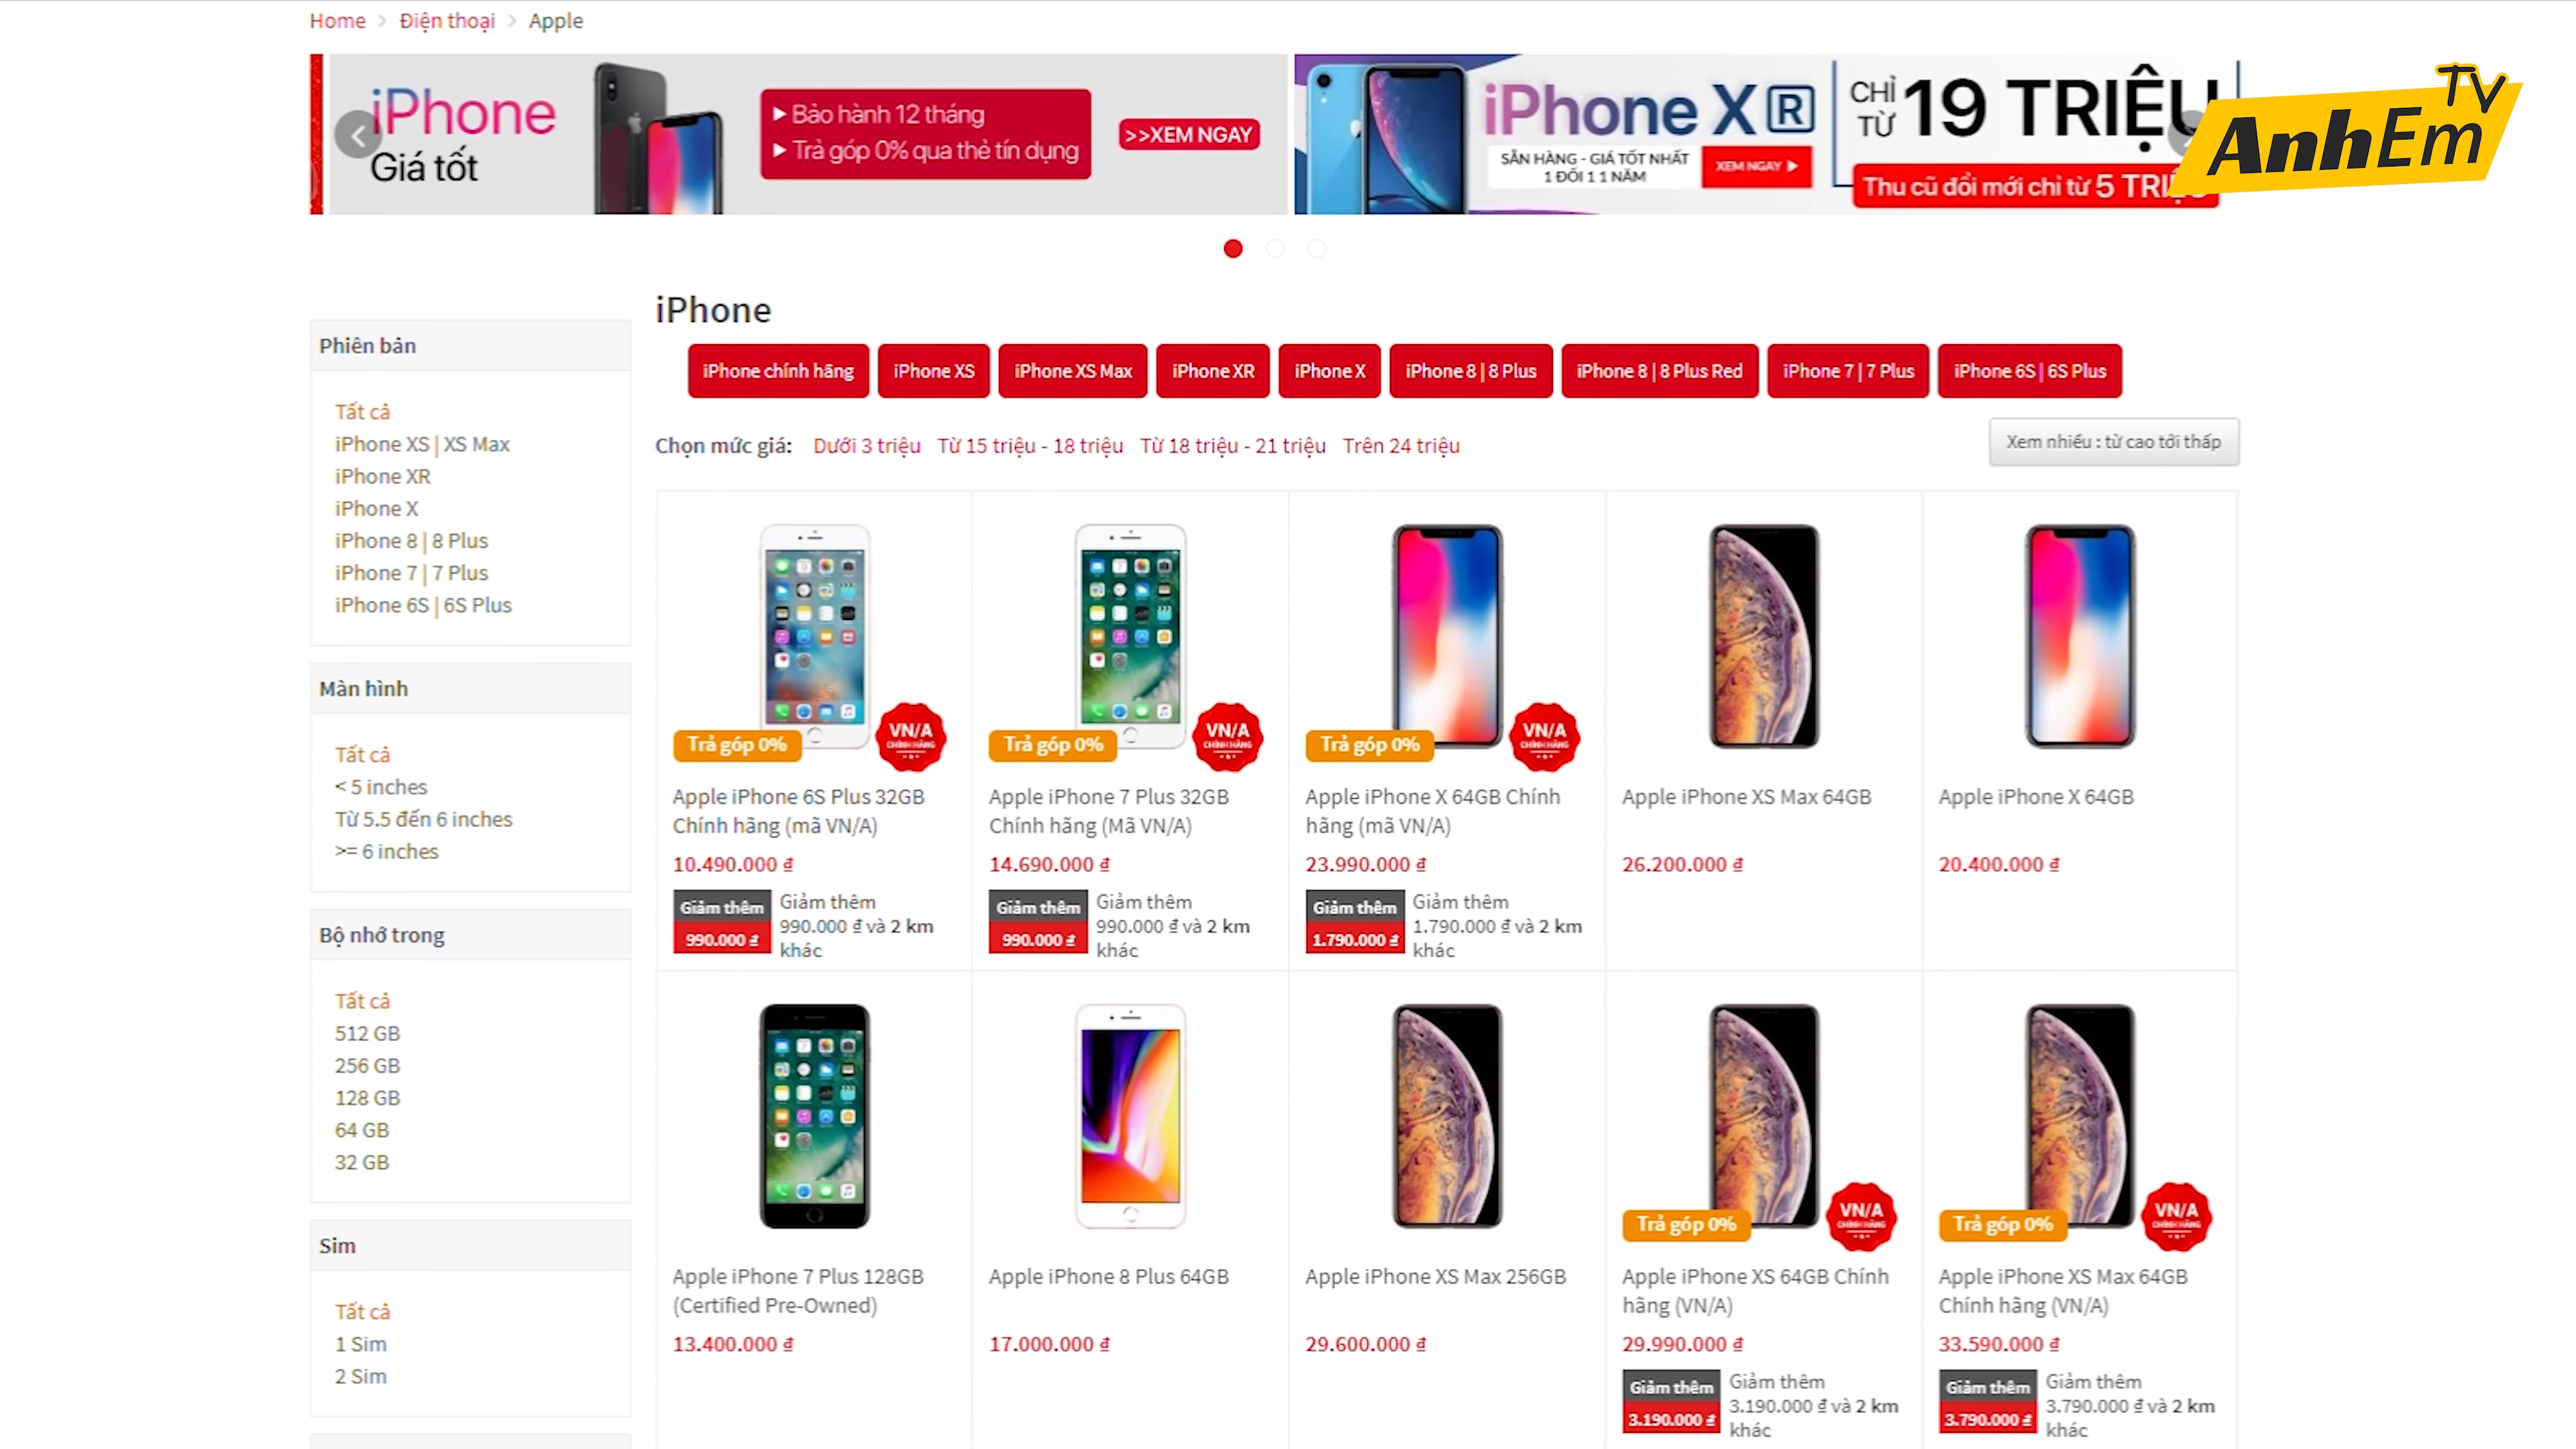 Home > Điện thoại > Apple
iPhone
Giá tốt
Bảo hành 12 tháng
Trả góp 0% qua thẻ tín dụng
>>XEM NGAY
iPhone XR
SẴN HÀNG - GIÁ TỐT NHẤT
1 ĐỔI 1 1 NĂM
XEM NGAY
CHỈ TỪ 19 TRIỆU
Thu cũ đổi mới chỉ từ 5
AnhEm TV
iPhone
iPhone chính hãng
iPhone XS
iPhone XS Max
iPhone XR
iPhone X
iPhone 8 | 8 Plus
iPhone 8 | 8 Plus Red
iPhone 7 | 7 Plus
iPhone 6S | 6S Plus
Chọn mức giá: Dưới 3 triệu Từ 15 triệu - 18 triệu Từ 18 triệu - 21 triệu Trên 24 triệu
Xem nhiều : từ cao tới thấp
Phiên bản
Tất cả
iPhone XS | XS Max
iPhone XR
iPhone X
iPhone 8 | 8 Plus
iPhone 7 | 7 Plus
iPhone 6S | 6S Plus
Màn hình
Tất cả
< 5 inches
Từ 5.5 đến 6 inches
>= 6 inches
Bộ nhớ trong
Tất cả
512 GB
256 GB
128 GB
64 GB
32 GB
Sim
Tất cả
1 Sim
2 Sim
Trả góp 0%
VN/A
CHÍNH HÃNG
Apple iPhone 6S Plus 32GB
Chính hãng (mã VN/A)
10.490.000 ₫
Giảm thêm
990.000 ₫
Giảm thêm
990.000 ₫ và 2 km
khác
Trả góp 0%
VN/A
CHÍNH HÃNG
Apple iPhone 7 Plus 32GB
Chính hãng (Mã VN/A)
14.690.000 ₫
Giảm thêm
990.000 ₫
Giảm thêm
990.000 ₫ và 2 km
khác
Trả góp 0%
VN/A
CHÍNH HÃNG
Apple iPhone X 64GB Chính
hãng (mã VN/A)
23.990.000 ₫
Giảm thêm
1.790.000 ₫
Giảm thêm
1.790.000 ₫ và 2 km
khác
Apple iPhone XS Max 64GB
26.200.000 ₫
Apple iPhone X 64GB
20.400.000 ₫
Apple iPhone 7 Plus 128GB
(Certified Pre-Owned)
13.400.000 ₫
Apple iPhone 8 Plus 64GB
17.000.000 ₫
Apple iPhone XS Max 256GB
29.600.000 ₫
Trả góp 0%
VN/A
CHÍNH HÃNG
Apple iPhone XS 64GB Chính
hãng (VN/A)
29.990.000 ₫
Giảm thêm
3.190.000 ₫
Giảm thêm
3.190.000 ₫ và 2 km
khác
Trả góp 0%
VN/A
CHÍNH HÃNG
Apple iPhone XS Max 64GB
Chính hãng (VN/A)
33.590.000 ₫
Giảm thêm
3.790.000 ₫
Giảm thêm
3.790.000 ₫ và 2 km
khác